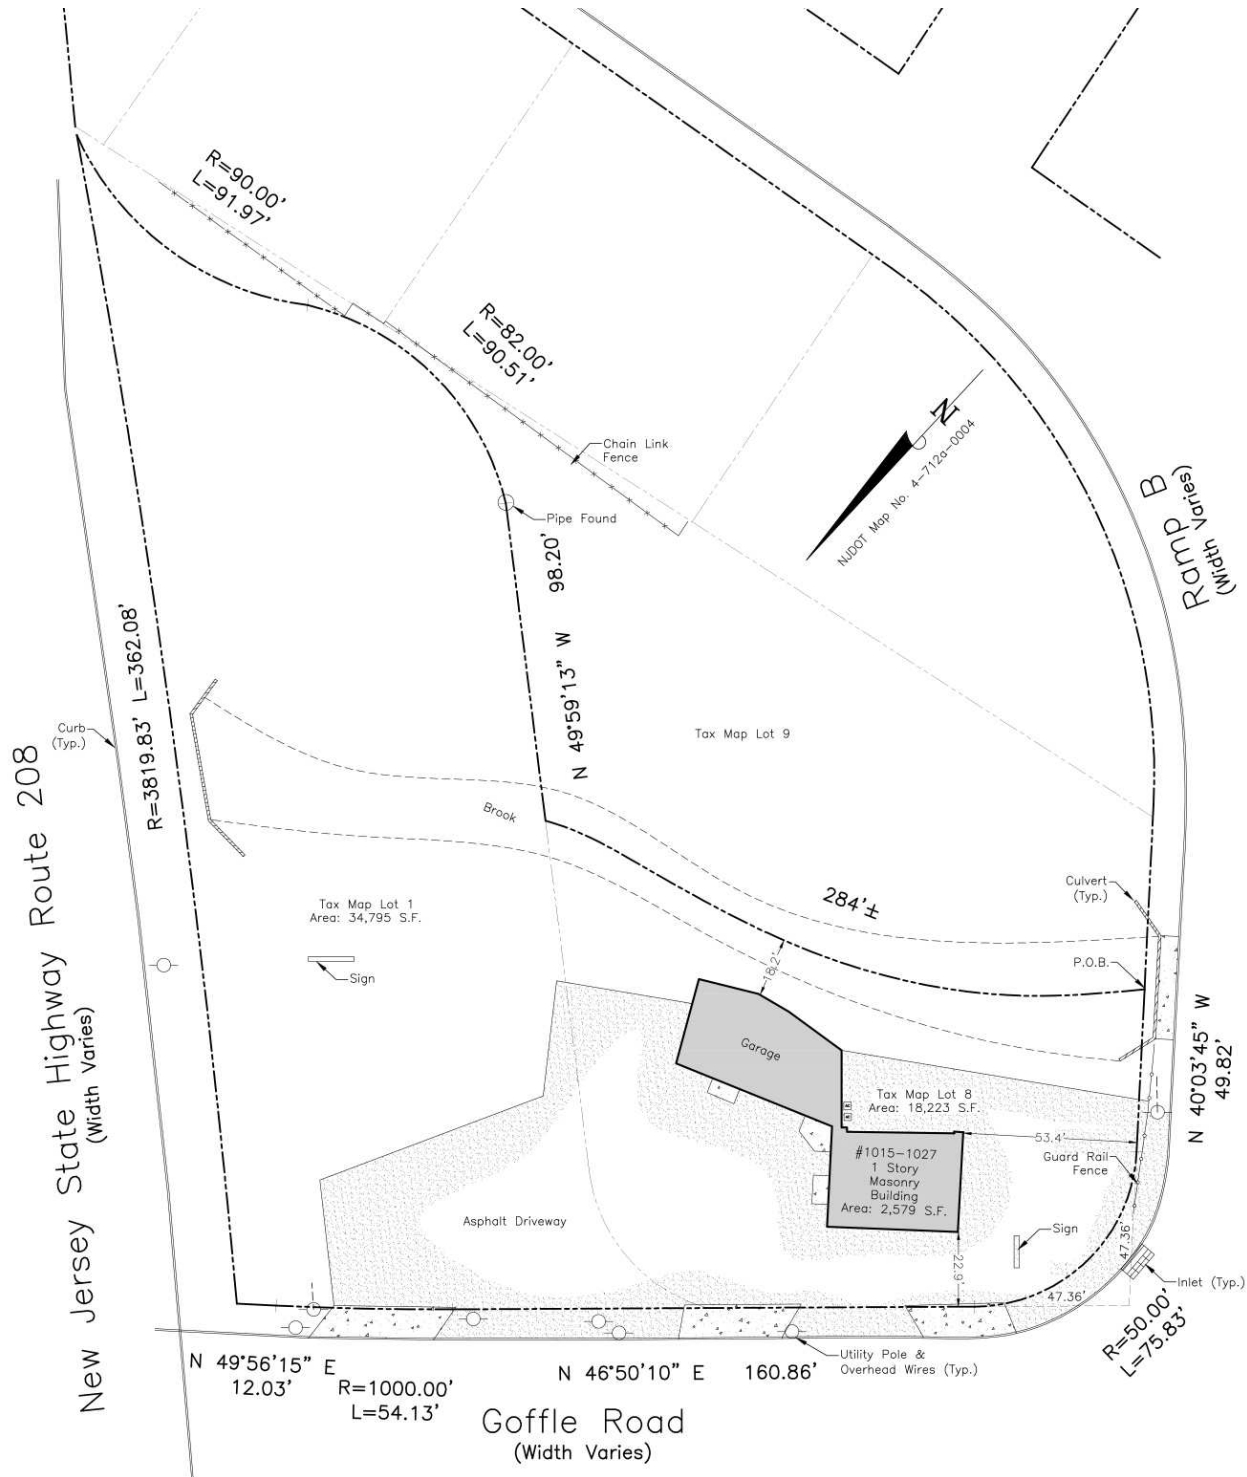 R=90.00'
L=91.97'
R=82.00'
L=90.51'
Chain Link
Fence
N
NJDOT Map No. 4-712a-0004
Ramp B
(Width Varies)
Pipe Found
N 49°59'13" W 98.20'
R=3819.83' L=362.08'
Curb
(Typ.)
Tax Map Lot 9
Brook
New Jersey State Highway Route 208
(Width Varies)
Tax Map Lot 1
Area: 34,795 S.F.
Sign
284'±
Culvert
(Typ.)
P.O.B.
18.2'
Garage
N 40°03'45" W
49.82'
Tax Map Lot 8
Area: 18,223 S.F.
53.4'
#1015-1027
1 Story
Masonry
Building
Area: 2,579 S.F.
Guard Rail
Fence
Asphalt Driveway
Sign
22.9'
47.36'
47.36'
Inlet (Typ.)
R=50.00'
L=75.83'
N 49°56'15" E
12.03'
R=1000.00'
L=54.13'
N 46°50'10" E 160.86'
Utility Pole &
Overhead Wires (Typ.)
Goffle Road
(Width Varies)